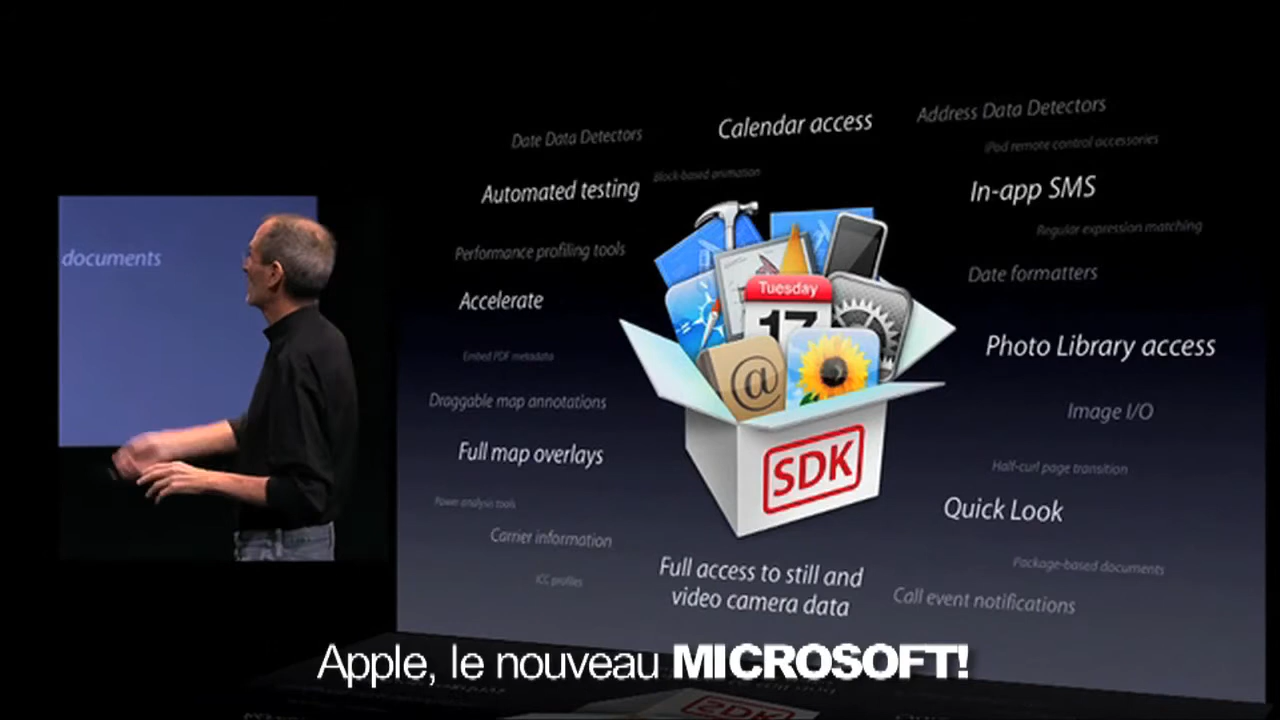 documents
Date Data Detectors
Calendar access
Address Data Detectors
iPod remote control accessories
Block-based animation
Automated testing
In-app SMS
Regular expression matching
Performance profiling tools
Date formatters
Accelerate
Tuesday
17
Photo Library access
Embed PDF metadata
@
Draggable map annotations
Image I/O
Full map overlays
SDK
Half-curl page transition
Power analysis tools
Quick Look
Carrier information
Package-based documents
Full access to still and
video camera data
ICC profiles
Call event notifications
Apple, le nouveau MICROSOFT!
SDK